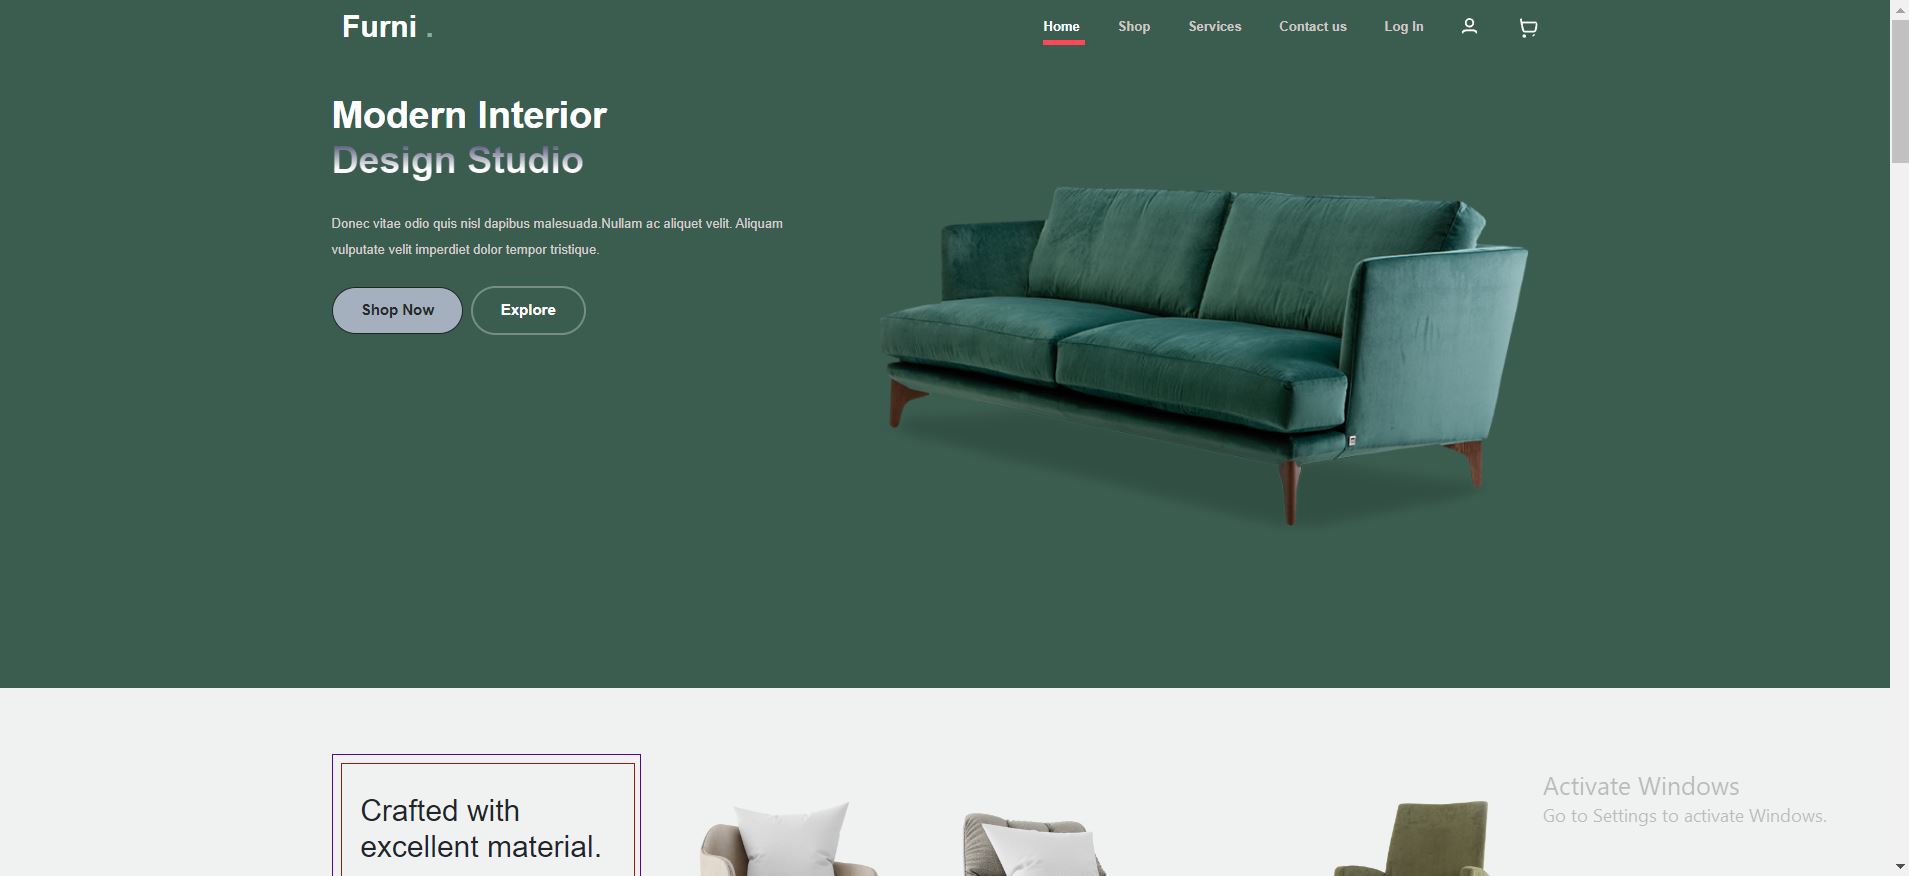 Furni .
Home
Shop
Services
Contact us
Log In
Modern Interior
Design Studio
Donec vitae odio quis nisl dapibus malesuada.Nullam ac aliquet velit. Aliquam
vulputate velit imperdiet dolor tempor tristique.
Shop Now
Explore
Crafted with
excellent material.
Activate Windows
Go to Settings to activate Windows.